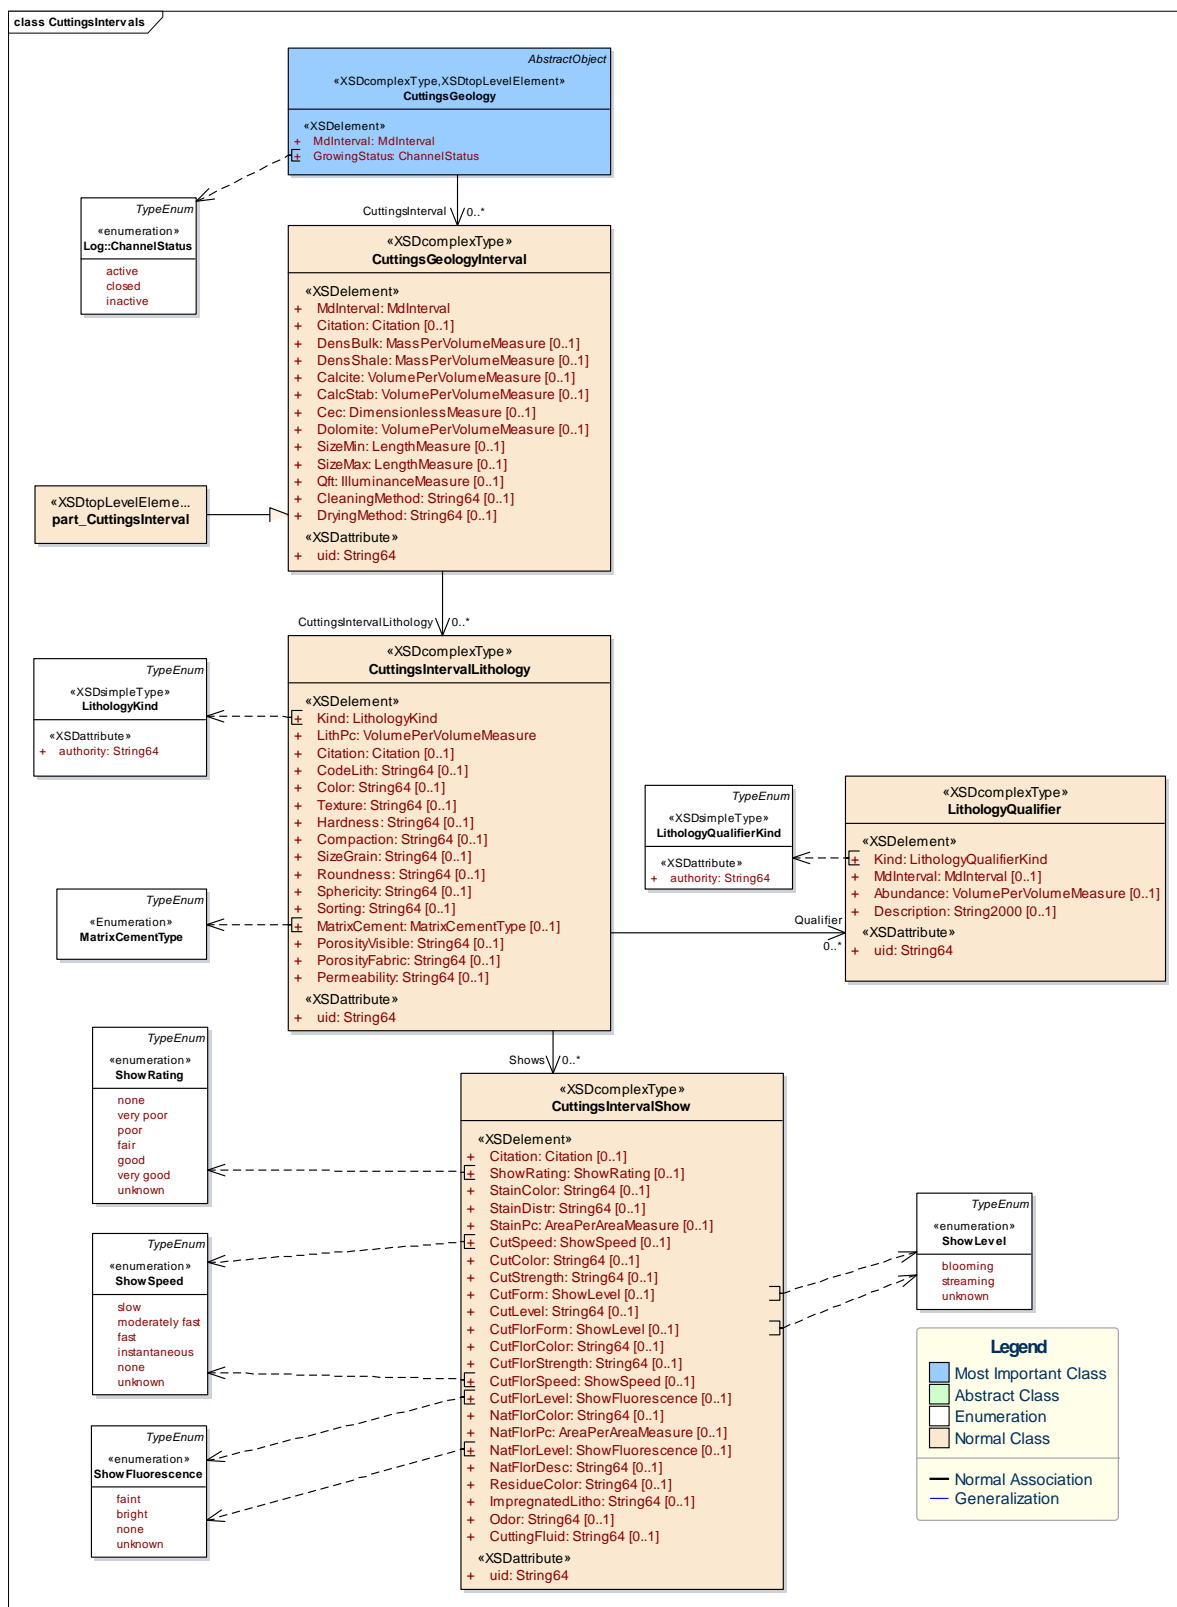 class CuttingsIntervals
AbstractObject
«XSDcomplexType,XSDtopLevelElement»
CuttingsGeology
«XSDelement»
+ MdInterval: MdInterval
+ GrowingStatus: ChannelStatus
TypeEnum
«enumeration»
Log::ChannelStatus
active
closed
inactive
CuttingsInterval
0..*
«XSDcomplexType»
CuttingsGeologyInterval
«XSDelement»
+ MdInterval: MdInterval
+ Citation: Citation [0..1]
+ DensBulk: MassPerVolumeMeasure [0..1]
+ DensShale: MassPerVolumeMeasure [0..1]
+ Calcite: VolumePerVolumeMeasure [0..1]
+ CalcStab: VolumePerVolumeMeasure [0..1]
+ Cec: DimensionlessMeasure [0..1]
+ Dolomite: VolumePerVolumeMeasure [0..1]
+ SizeMin: LengthMeasure [0..1]
+ SizeMax: LengthMeasure [0..1]
+ Qft: IlluminanceMeasure [0..1]
+ CleaningMethod: String64 [0..1]
+ DryingMethod: String64 [0..1]
«XSDattribute»
+ uid: String64
«XSDtopLevelEleme...
part_CuttingsInterval
CuttingsIntervalLithology
0..*
«XSDcomplexType»
CuttingsIntervalLithology
«XSDelement»
+ Kind: LithologyKind
+ LithPc: VolumePerVolumeMeasure
+ Citation: Citation [0..1]
+ CodeLith: String64 [0..1]
+ Color: String64 [0..1]
+ Texture: String64 [0..1]
+ Hardness: String64 [0..1]
+ Compaction: String64 [0..1]
+ SizeGrain: String64 [0..1]
+ Roundness: String64 [0..1]
+ Sphericity: String64 [0..1]
+ Sorting: String64 [0..1]
+ MatrixCement: MatrixCementType [0..1]
+ PorosityVisible: String64 [0..1]
+ PorosityFabric: String64 [0..1]
+ Permeability: String64 [0..1]
«XSDattribute»
+ uid: String64
TypeEnum
«XSDsimpleType»
LithologyKind
«XSDattribute»
+ authority: String64
TypeEnum
«Enumeration»
MatrixCementType
TypeEnum
«XSDsimpleType»
LithologyQualifierKind
«XSDattribute»
+ authority: String64
«XSDcomplexType»
LithologyQualifier
«XSDelement»
+ Kind: LithologyQualifierKind
+ MdInterval: MdInterval [0..1]
+ Abundance: VolumePerVolumeMeasure [0..1]
+ Description: String2000 [0..1]
«XSDattribute»
+ uid: String64
Qualifier
0..*
Shows
0..*
TypeEnum
«enumeration»
ShowRating
none
very poor
poor
fair
good
very good
unknown
TypeEnum
«enumeration»
ShowSpeed
slow
moderately fast
fast
instantaneous
none
unknown
TypeEnum
«enumeration»
ShowFluorescence
faint
bright
none
unknown
«XSDcomplexType»
CuttingsIntervalShow
«XSDelement»
+ Citation: Citation [0..1]
+ ShowRating: ShowRating [0..1]
+ StainColor: String64 [0..1]
+ StainDistr: String64 [0..1]
+ StainPc: AreaPerAreaMeasure [0..1]
+ CutSpeed: ShowSpeed [0..1]
+ CutColor: String64 [0..1]
+ CutStrength: String64 [0..1]
+ CutForm: ShowLevel [0..1]
+ CutLevel: String64 [0..1]
+ CutFlorForm: ShowLevel [0..1]
+ CutFlorColor: String64 [0..1]
+ CutFlorStrength: String64 [0..1]
+ CutFlorSpeed: ShowSpeed [0..1]
+ CutFlorLevel: ShowFluorescence [0..1]
+ NatFlorColor: String64 [0..1]
+ NatFlorPc: AreaPerAreaMeasure [0..1]
+ NatFlorLevel: ShowFluorescence [0..1]
+ NatFlorDesc: String64 [0..1]
+ ResidueColor: String64 [0..1]
+ ImpregnatedLitho: String64 [0..1]
+ Odor: String64 [0..1]
+ CuttingFluid: String64 [0..1]
«XSDattribute»
+ uid: String64
TypeEnum
«enumeration»
ShowLevel
blooming
streaming
unknown
Legend
Most Important Class
Abstract Class
Enumeration
Normal Class
Normal Association
Generalization